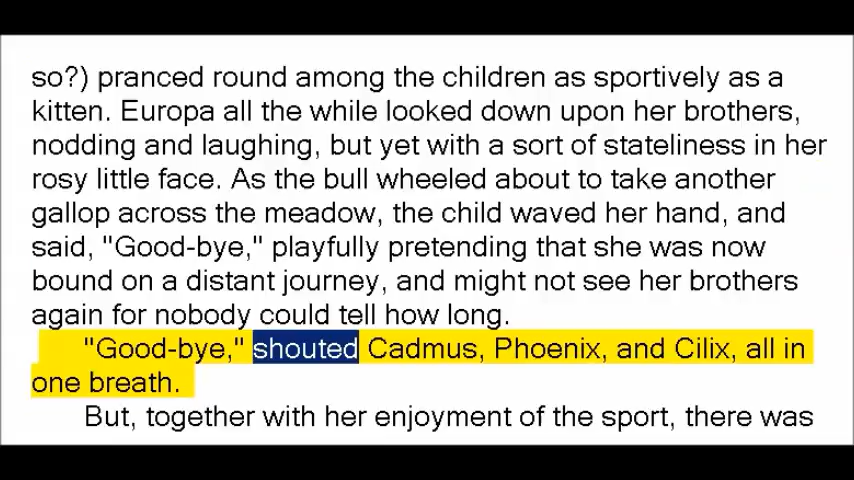 so?) pranced round among the children as sportively as a
kitten. Europa all the while looked down upon her brothers,
nodding and laughing, but yet with a sort of stateliness in her
rosy little face. As the bull wheeled about to take another
gallop across the meadow, the child waved her hand, and
said, "Good-bye," playfully pretending that she was now
bound on a distant journey, and might not see her brothers
again for nobody could tell how long.
"Good-bye," shouted Cadmus, Phoenix, and Cilix, all in
one breath.
But, together with her enjoyment of the sport, there was